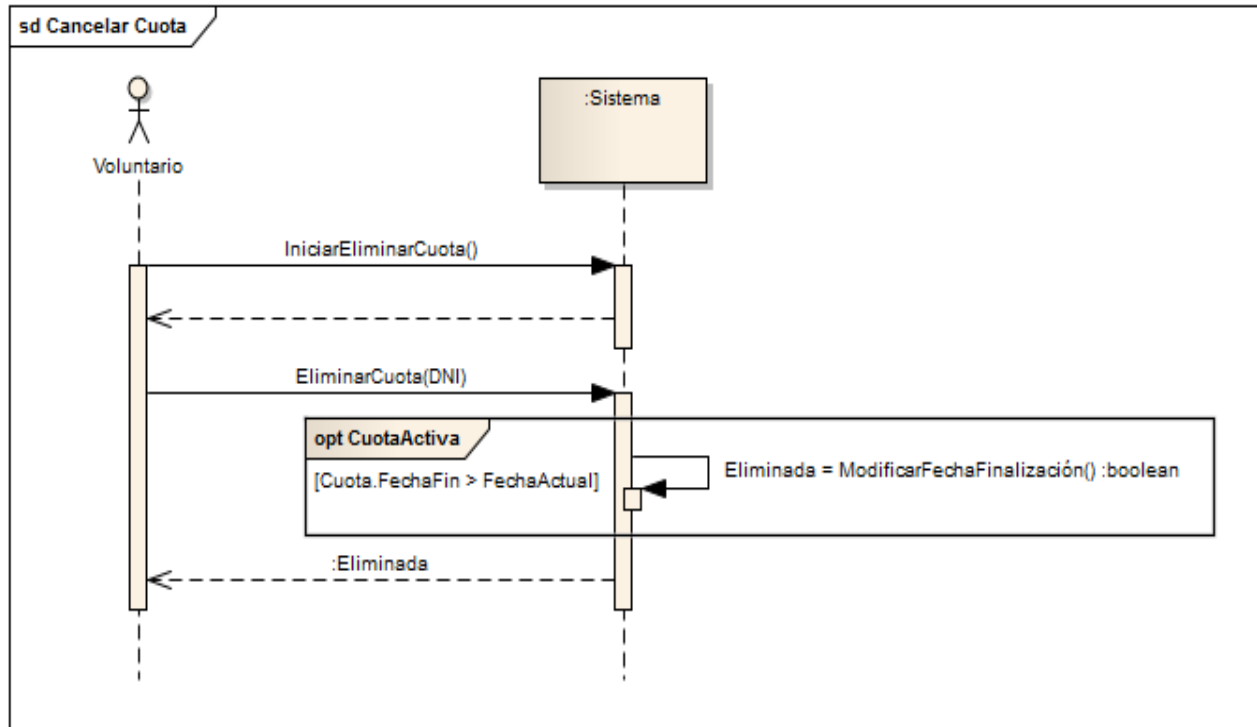 sd Cancelar Cuota
:Sistema
Voluntario
IniciarEliminarCuota()
EliminarCuota(DNI)
opt CuotaActiva
[Cuota.FechaFin > FechaActual]
Eliminada = ModificarFechaFinalización() :boolean
:Eliminada